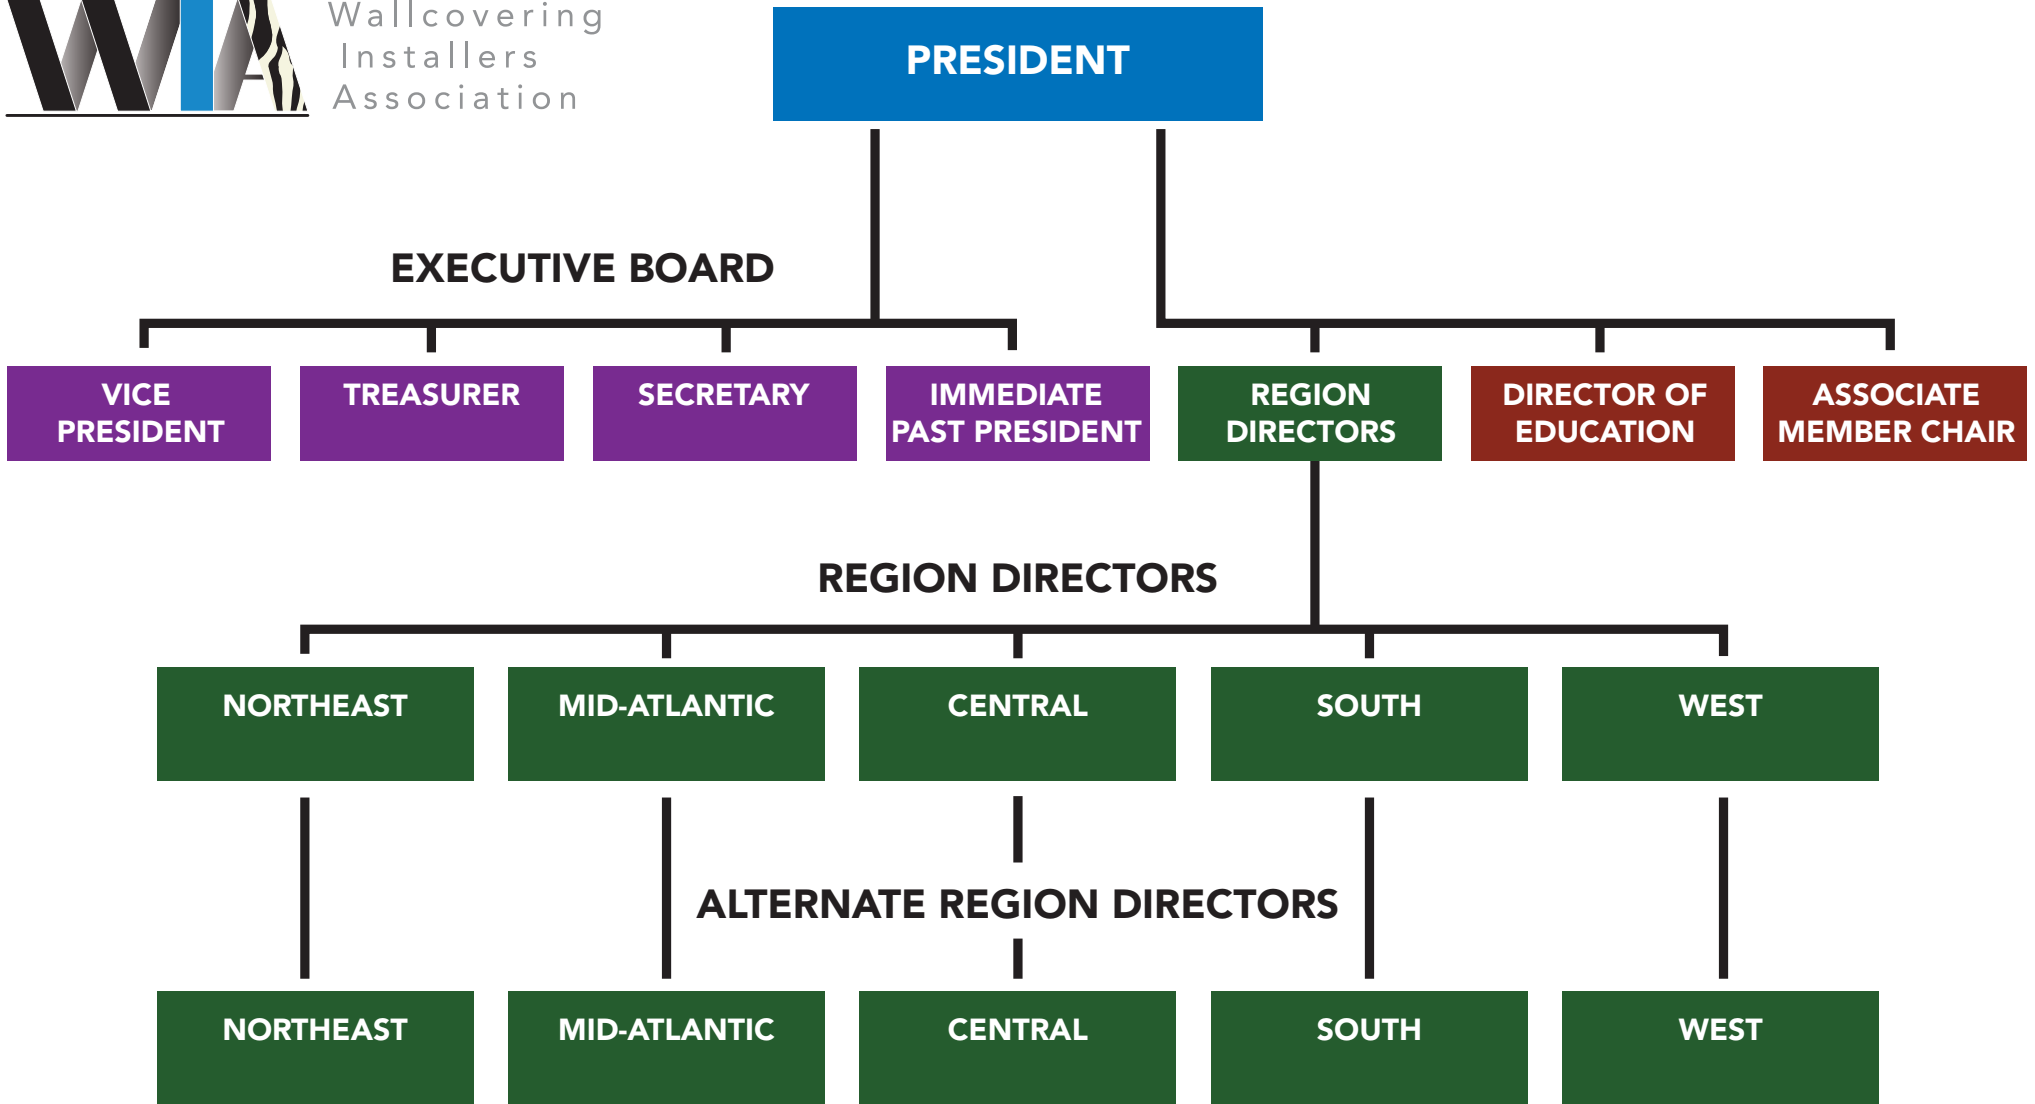 WIA
Wallcovering
Installers
Association
PRESIDENT
EXECUTIVE BOARD
VICE
PRESIDENT
TREASURER
SECRETARY
IMMEDIATE
PAST PRESIDENT
REGION
DIRECTORS
DIRECTOR OF
EDUCATION
ASSOCIATE
MEMBER CHAIR
REGION DIRECTORS
NORTHEAST
MID-ATLANTIC
CENTRAL
SOUTH
WEST
ALTERNATE REGION DIRECTORS
NORTHEAST
MID-ATLANTIC
CENTRAL
SOUTH
WEST